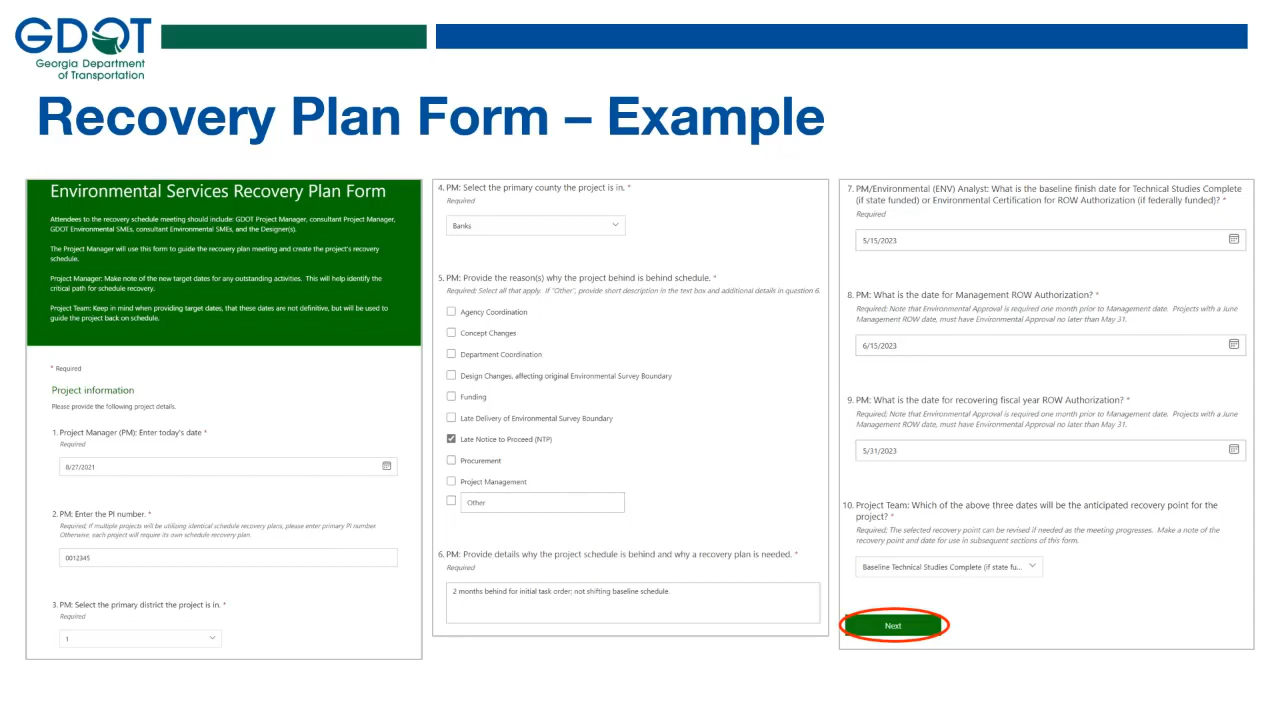 GDOT
Georgia Department
of Transportation
Recovery Plan Form – Example
Environmental Services Recovery Plan Form
Attendees to the recovery schedule meeting should include: GDOT Project Manager, consultant Project Manager,
GDOT Environmental SMEs, consultant Environmental SMEs, and the Designer(s).
The Project Manager will use this form to guide the recovery plan meeting and create the project's recovery
schedule.
Project Manager: Make note of the new target dates for any outstanding activities. This will help identify the
critical path for schedule recovery.
Project Team: Keep in mind when providing target dates, that these dates are not definitive, but will be used to
guide the project back on schedule.
* Required
Project information
Please provide the following project details.
1. Project Manager (PM): Enter today's date *
Required
8/27/2021
2. PM: Enter the PI number. *
Required; If multiple projects will be utilizing identical schedule recovery plans, please enter primary PI number.
Otherwise, each project will require its own schedule recovery plan.
0012345
3. PM: Select the primary district the project is in. *
Required
1
4. PM: Select the primary county the project is in. *
Required
Banks
5. PM: Provide the reason(s) why the project behind is behind schedule. *
Required; Select all that apply. If "Other", provide short description in the text box and additional details in question 6.
Agency Coordination
Concept Changes
Department Coordination
Design Changes, affecting original Environmental Survey Boundary
Funding
Late Delivery of Environmental Survey Boundary
Late Notice to Proceed (NTP)
Procurement
Project Management
Other
6. PM: Provide details why the project schedule is behind and why a recovery plan is needed. *
Required
2 months behind for initial task order; not shifting baseline schedule
7. PM/Environmental (ENV) Analyst: What is the baseline finish date for Technical Studies Complete
(if state funded) or Environmental Certification for ROW Authorization (if federally funded)? *
Required
5/15/2023
8. PM: What is the date for Management ROW Authorization? *
Required; Note that Environmental Approval is required one month prior to Management date. Projects with a June
Management ROW date, must have Environmental Approval no later than May 31.
6/15/2023
9. PM: What is the date for recovering fiscal year ROW Authorization? *
Required; Note that Environmental Approval is required one month prior to Management date. Projects with a June
Management ROW date, must have Environmental Approval no later than May 31.
5/31/2023
10. Project Team: Which of the above three dates will be the anticipated recovery point for the
project? *
Required; The selected recovery point can be revised if needed as the meeting progresses. Make a note of the
recovery point and date for use in subsequent sections of this form.
Baseline Technical Studies Complete (if state fu...
Next